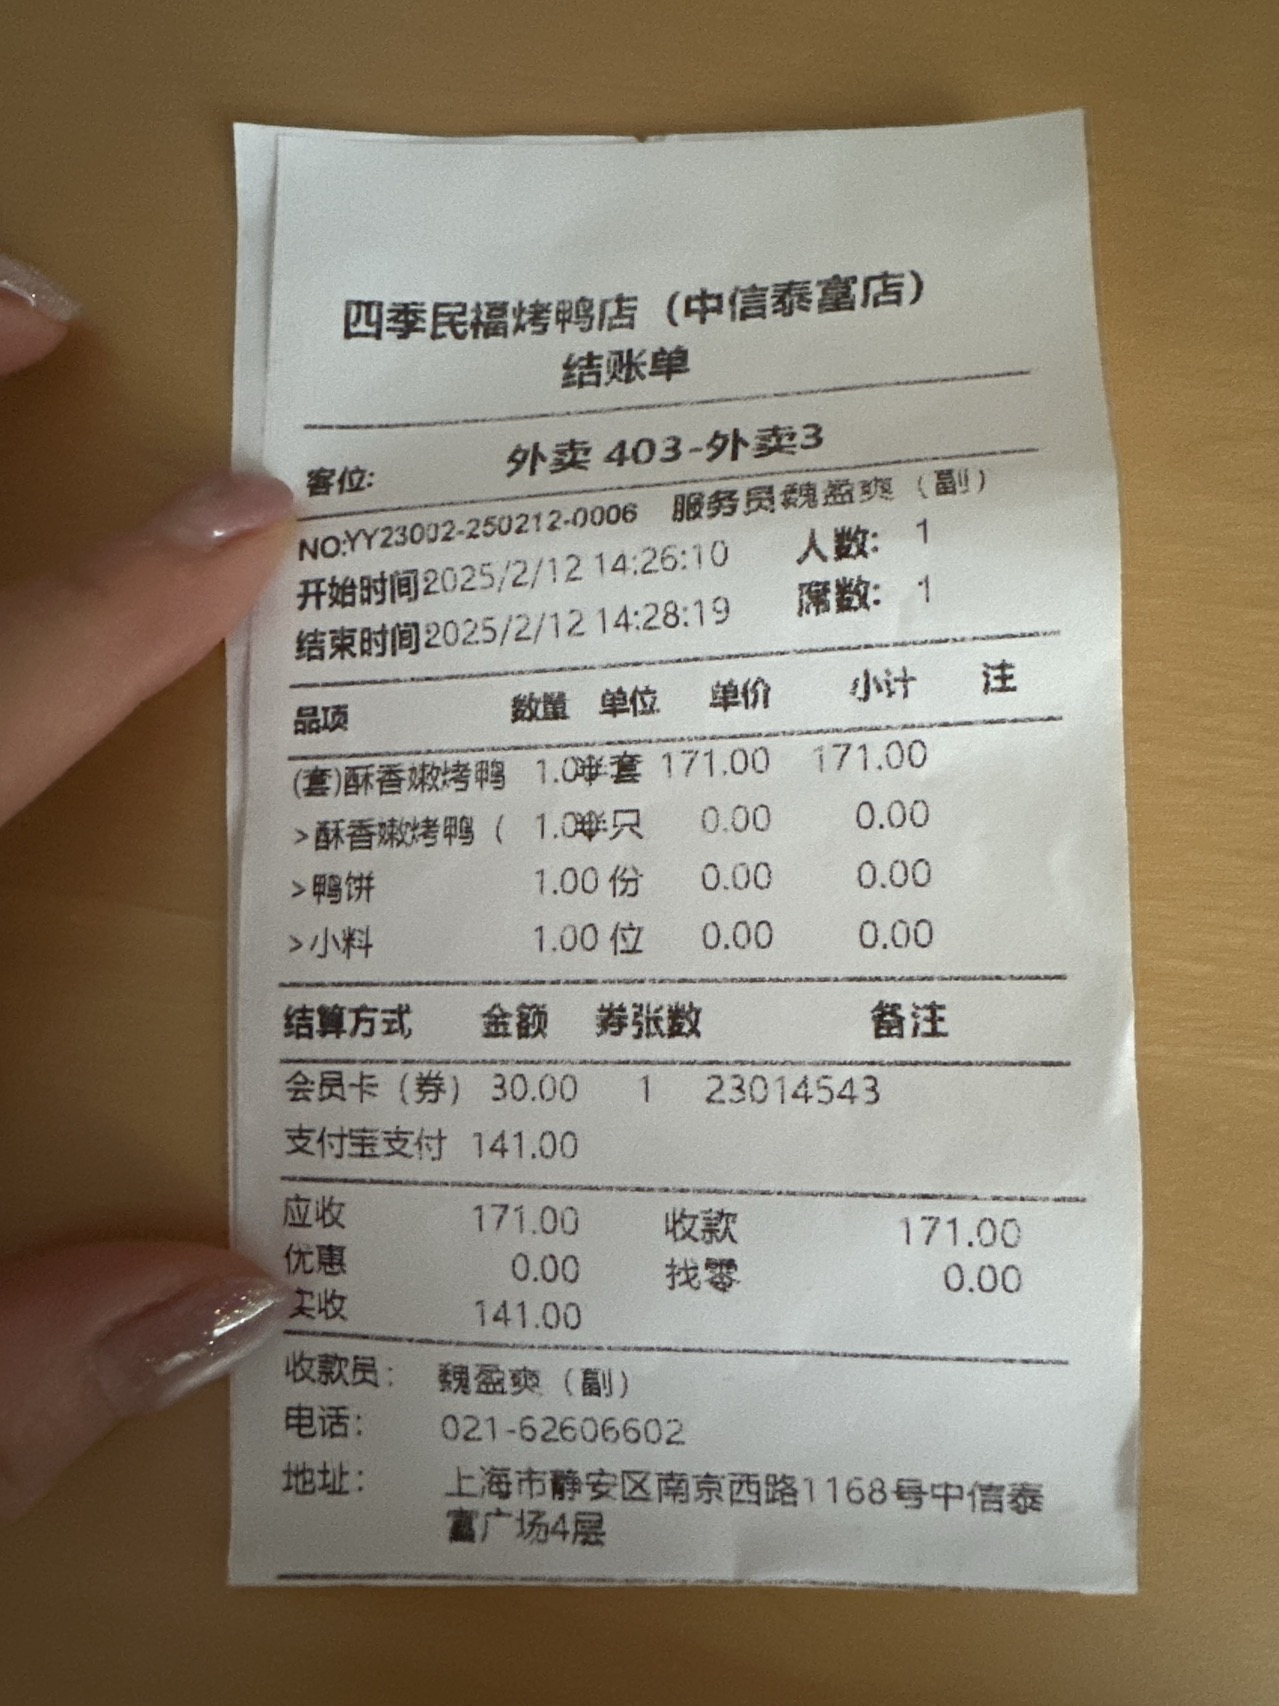 四季民福烤鸭店（中信泰富店）
结账单
客位: 外卖 403-外卖3
NO:YY23002-250212-0006 服务员魏盈爽（副）
开始时间2025/2/12 14:26:10 人数: 1
结束时间2025/2/12 14:28:19 席数: 1
品项 数量 单位 单价 小计 注
(套)酥香嫩烤鸭 1.0半套 171.00 171.00
>酥香嫩烤鸭（ 1.0半只 0.00 0.00
>鸭饼 1.00 份 0.00 0.00
>小料 1.00 位 0.00 0.00
结算方式 金额 券张数 备注
会员卡（券） 30.00 1 23014543
支付宝支付 141.00
应收 171.00 收款 171.00
优惠 0.00 找零 0.00
实收 141.00
收款员: 魏盈爽（副）
电话: 021-62606602
地址: 上海市静安区南京西路1168号中信泰
富广场4层